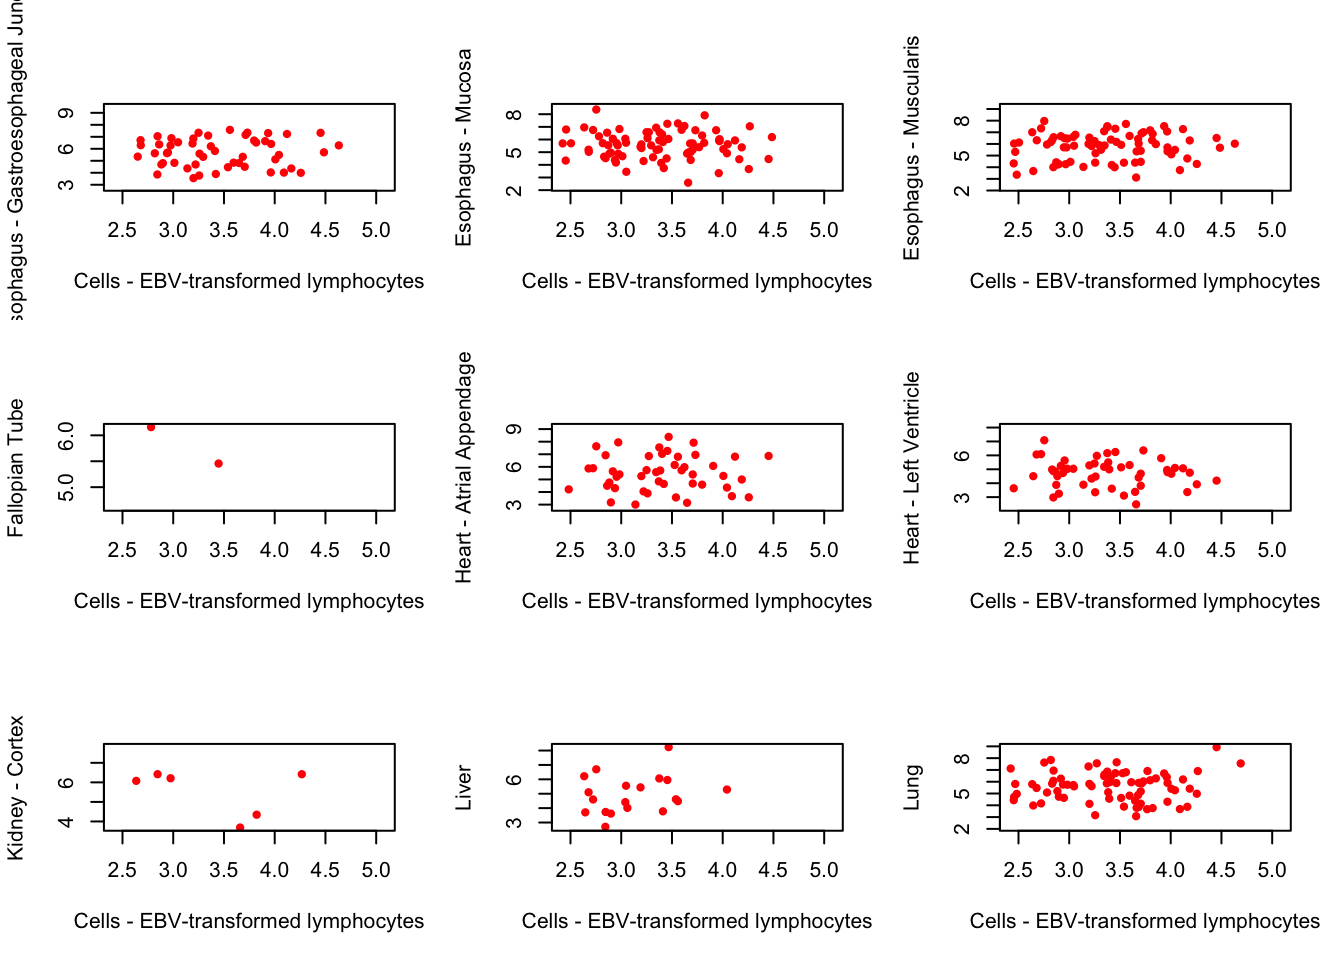 sophagus - Gastroesophageal Junc
9
6
3
2.5 3.0 3.5 4.0 4.5 5.0
Cells - EBV-transformed lymphocytes
Esophagus - Mucosa
8
5
2
2.5 3.0 3.5 4.0 4.5 5.0
Cells - EBV-transformed lymphocytes
Esophagus - Muscularis
8
5
2
2.5 3.0 3.5 4.0 4.5 5.0
Cells - EBV-transformed lymphocytes
Fallopian Tube
6.0
5.0
2.5 3.0 3.5 4.0 4.5 5.0
Cells - EBV-transformed lymphocytes
Heart - Atrial Appendage
9
6
3
2.5 3.0 3.5 4.0 4.5 5.0
Cells - EBV-transformed lymphocytes
Heart - Left Ventricle
6
3
2.5 3.0 3.5 4.0 4.5 5.0
Cells - EBV-transformed lymphocytes
Kidney - Cortex
6
4
2.5 3.0 3.5 4.0 4.5 5.0
Cells - EBV-transformed lymphocytes
Liver
6
3
2.5 3.0 3.5 4.0 4.5 5.0
Cells - EBV-transformed lymphocytes
Lung
8
5
2
2.5 3.0 3.5 4.0 4.5 5.0
Cells - EBV-transformed lymphocytes